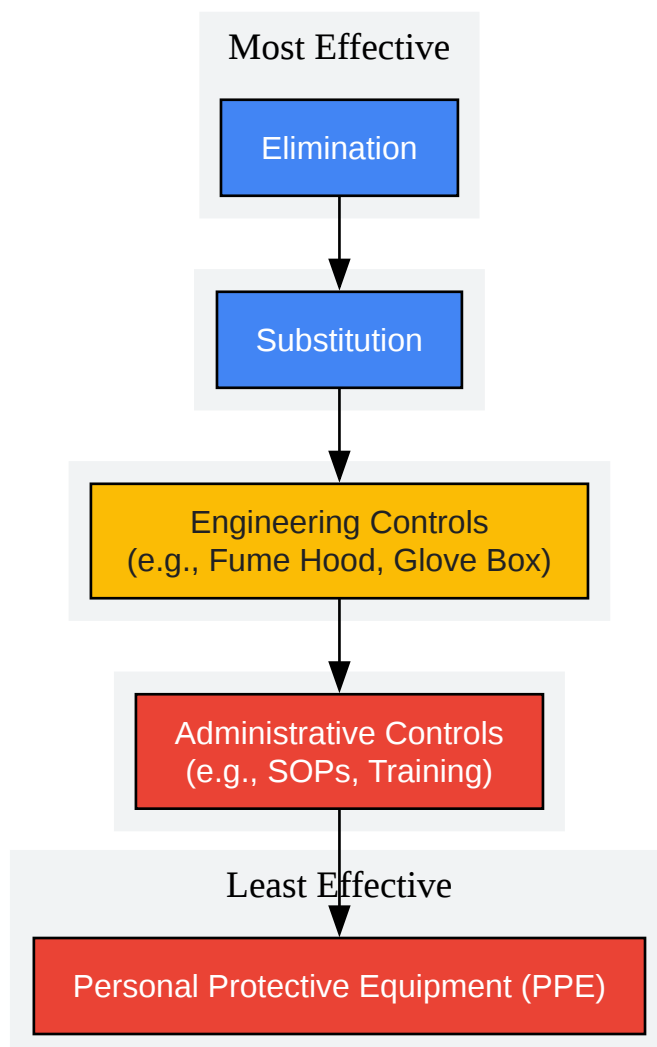 Most Effective
Elimination
Substitution
Engineering Controls
(e.g., Fume Hood, Glove Box)
Administrative Controls
(e.g., SOPs, Training)
Least Effective
Personal Protective Equipment (PPE)